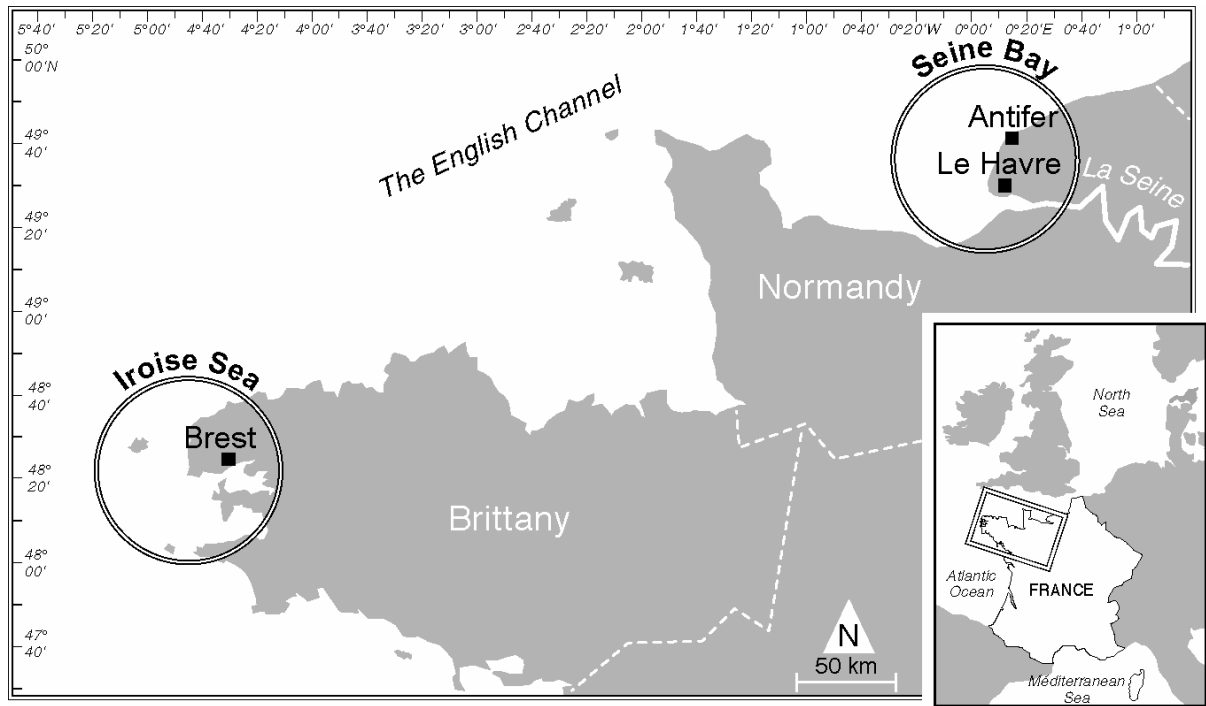 5°40' 5°20' 5°00' 4°40' 4°20' 4°00' 3°40' 3°20' 3°00' 2°40' 2°20' 2°00' 1°40' 1°20' 1°00' 0°40' 0°20'W 0°00' 0°20'E 0°40' 1°00'
50°
00'N
Seine Bay
The English Channel
Antifer
49°
40'
Le Havre
La Seine
49°
20'
Normandy
49°
00'
Iroise Sea
48°
40'
Brest
48°
20'
Brittany
48°
00'
47°
40'
N
50 km
North
Sea
Atlantic
Ocean
FRANCE
Méditerranean
Sea